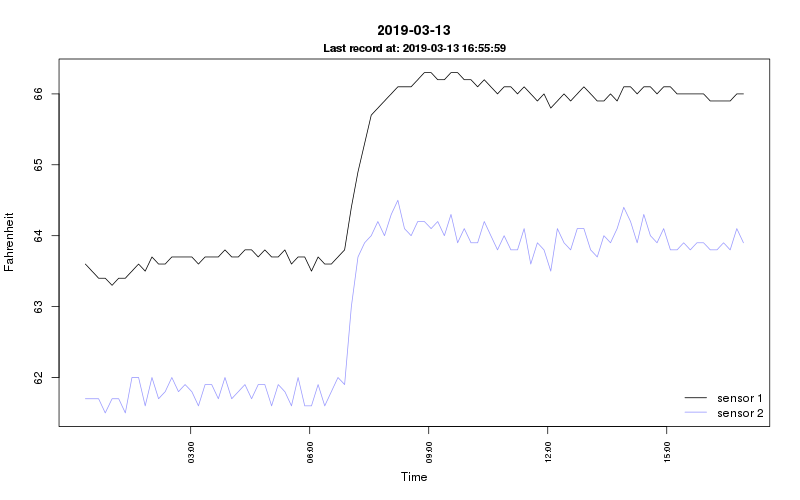 2019-03-13
Last record at: 2019-03-13 16:55:59
Fahrenheit
66
65
64
63
62
sensor 1
sensor 2
03:00
06:00
09:00
12:00
15:00
Time